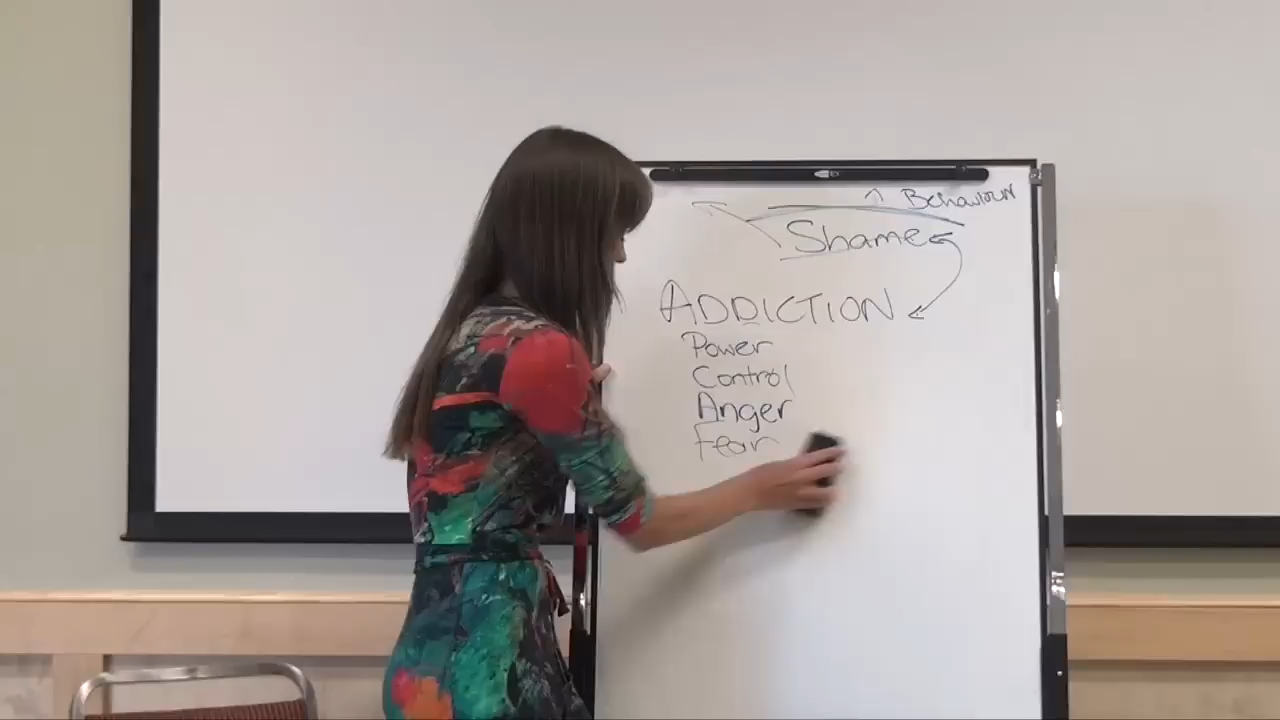 Behaviour
Shame
ADDICTION
Power
Control
Anger
Fear